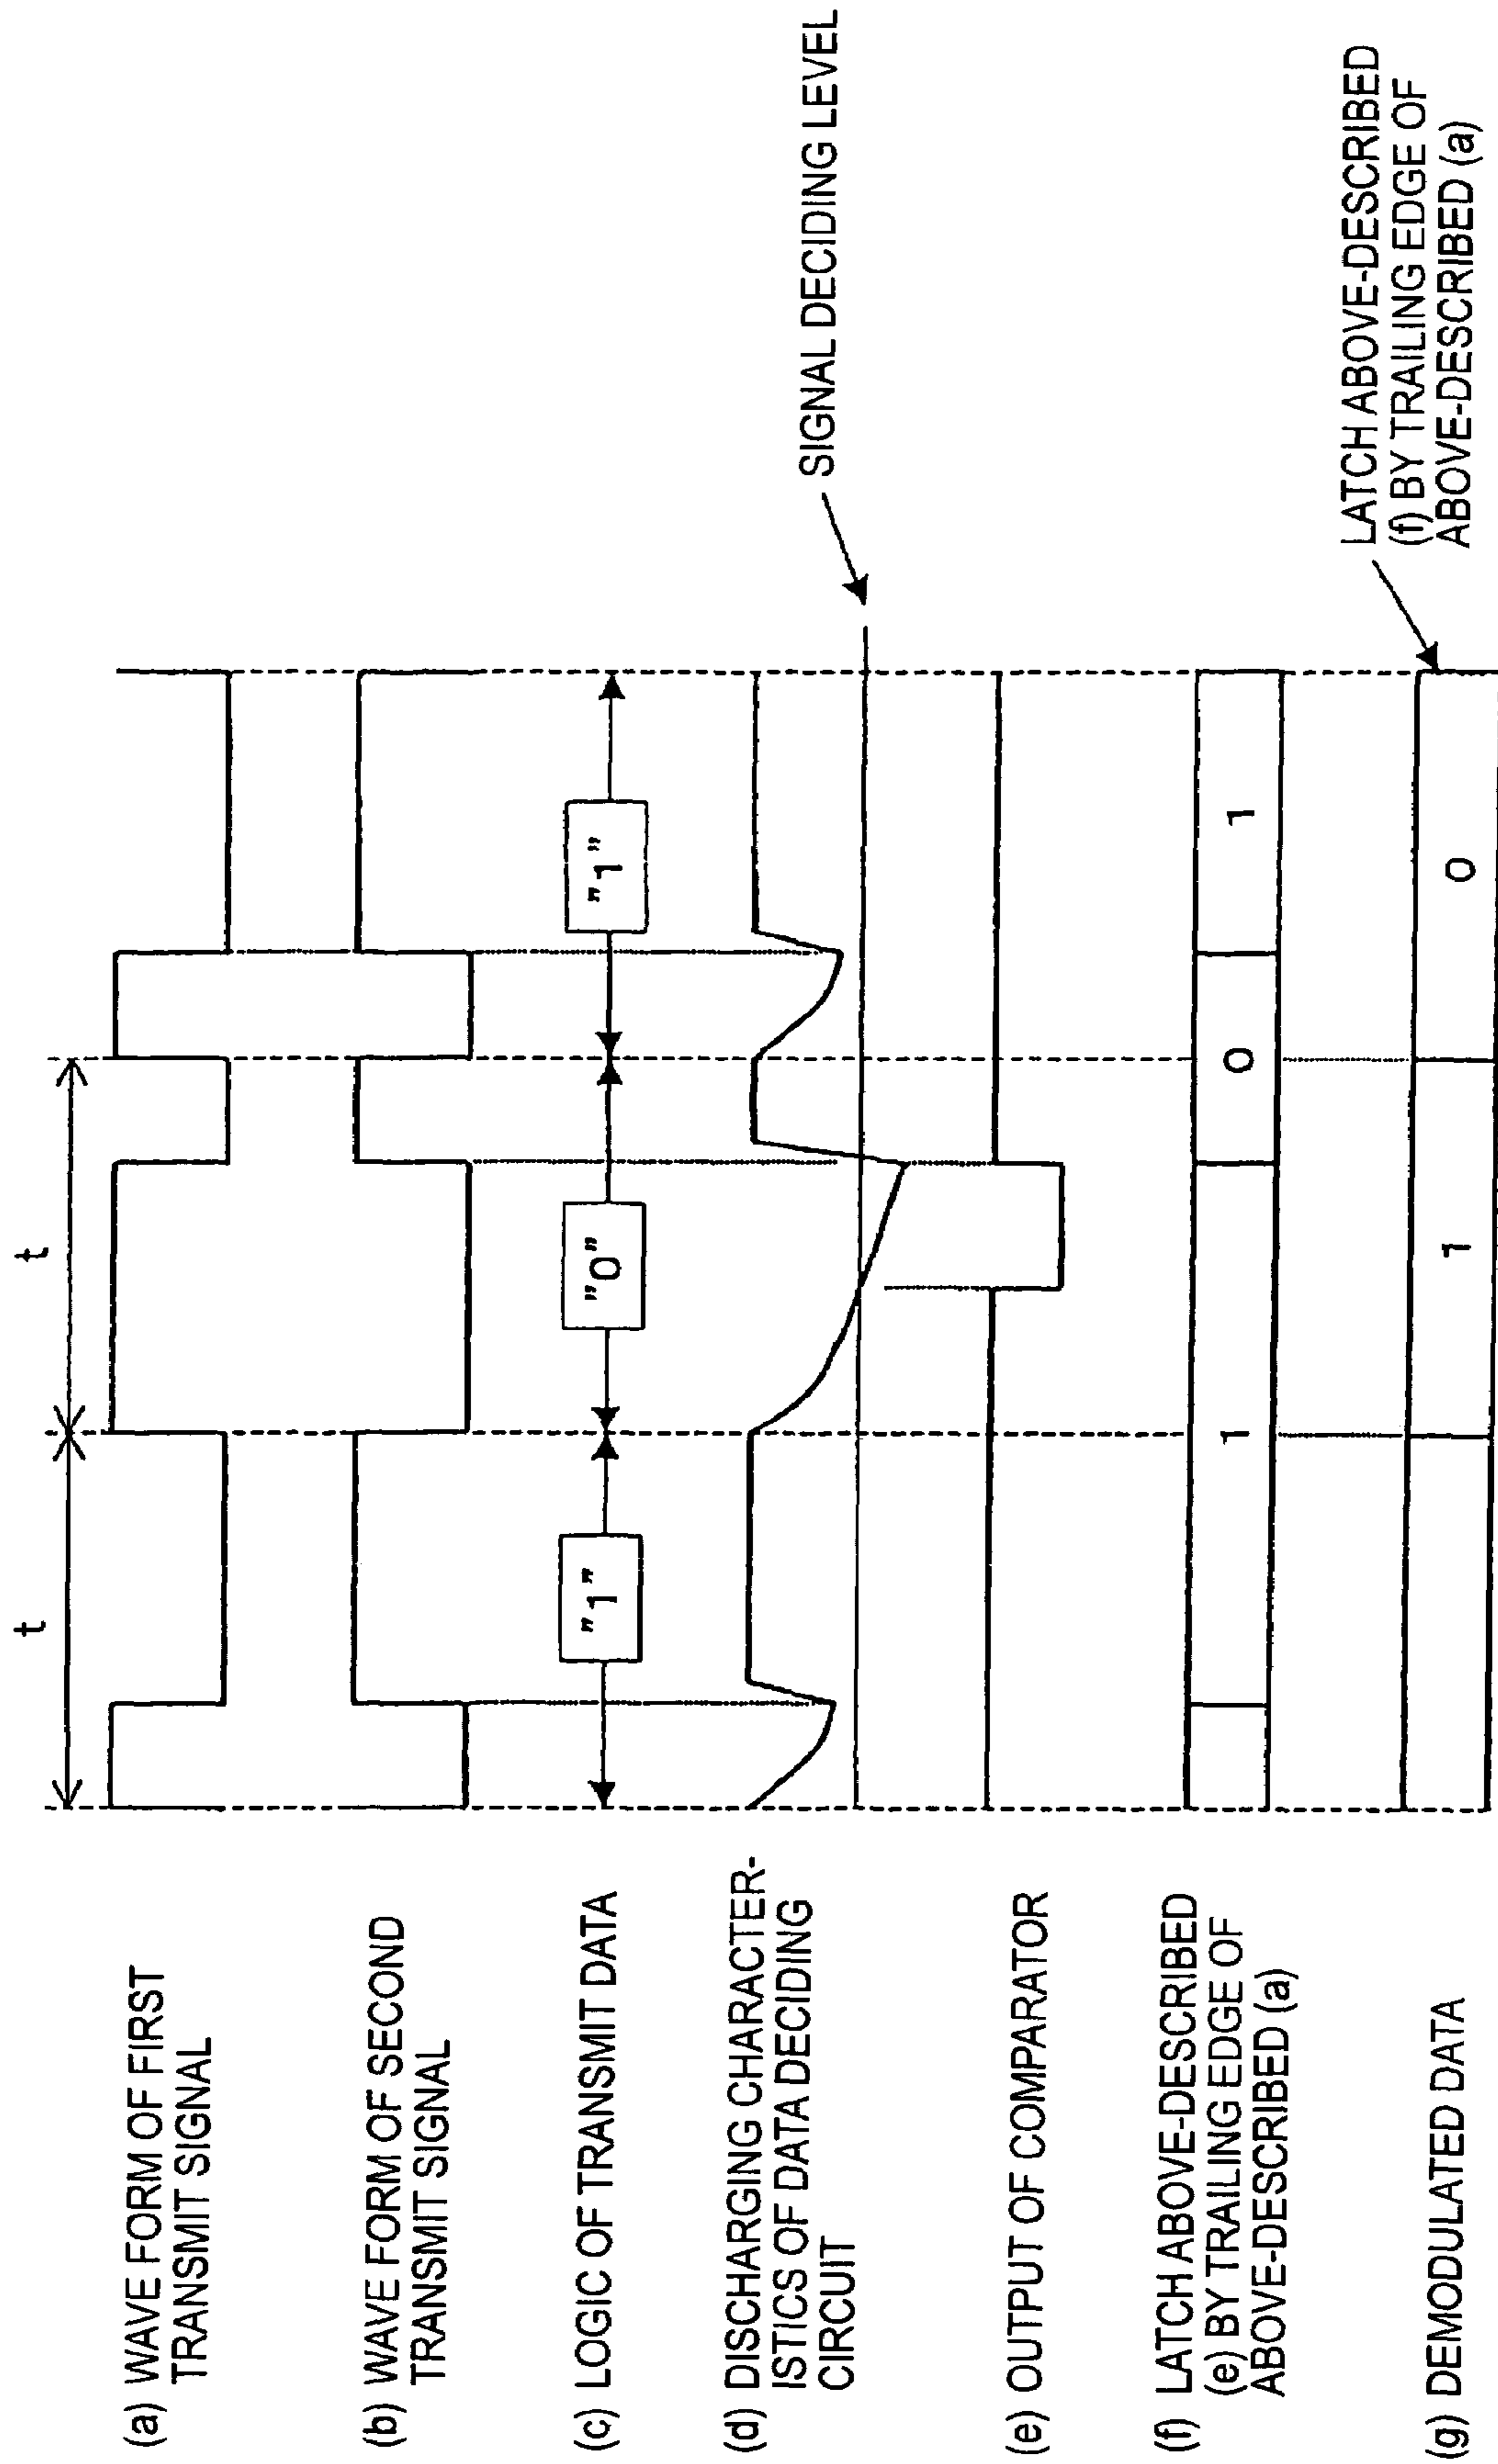 t
t
(a) WAVE FORM OF FIRST
TRANSMIT SIGNAL
(b) WAVE FORM OF SECOND
TRANSMIT SIGNAL
(c) LOGIC OF TRANSMIT DATA
"1"
"0"
"1"
(d) DISCHARGING CHARACTER-
ISTICS OF DATA DECIDING
CIRCUIT
SIGNAL DECIDING LEVEL
(e) OUTPUT OF COMPARATOR
(f) LATCH ABOVE-DESCRIBED
(e) BY TRAILING EDGE OF
ABOVE-DESCRIBED (a)
1
0
1
(g) DEMODULATED DATA
1
0
LATCH ABOVE-DESCRIBED
(f) BY TRAILING EDGE OF
ABOVE-DESCRIBED (a)